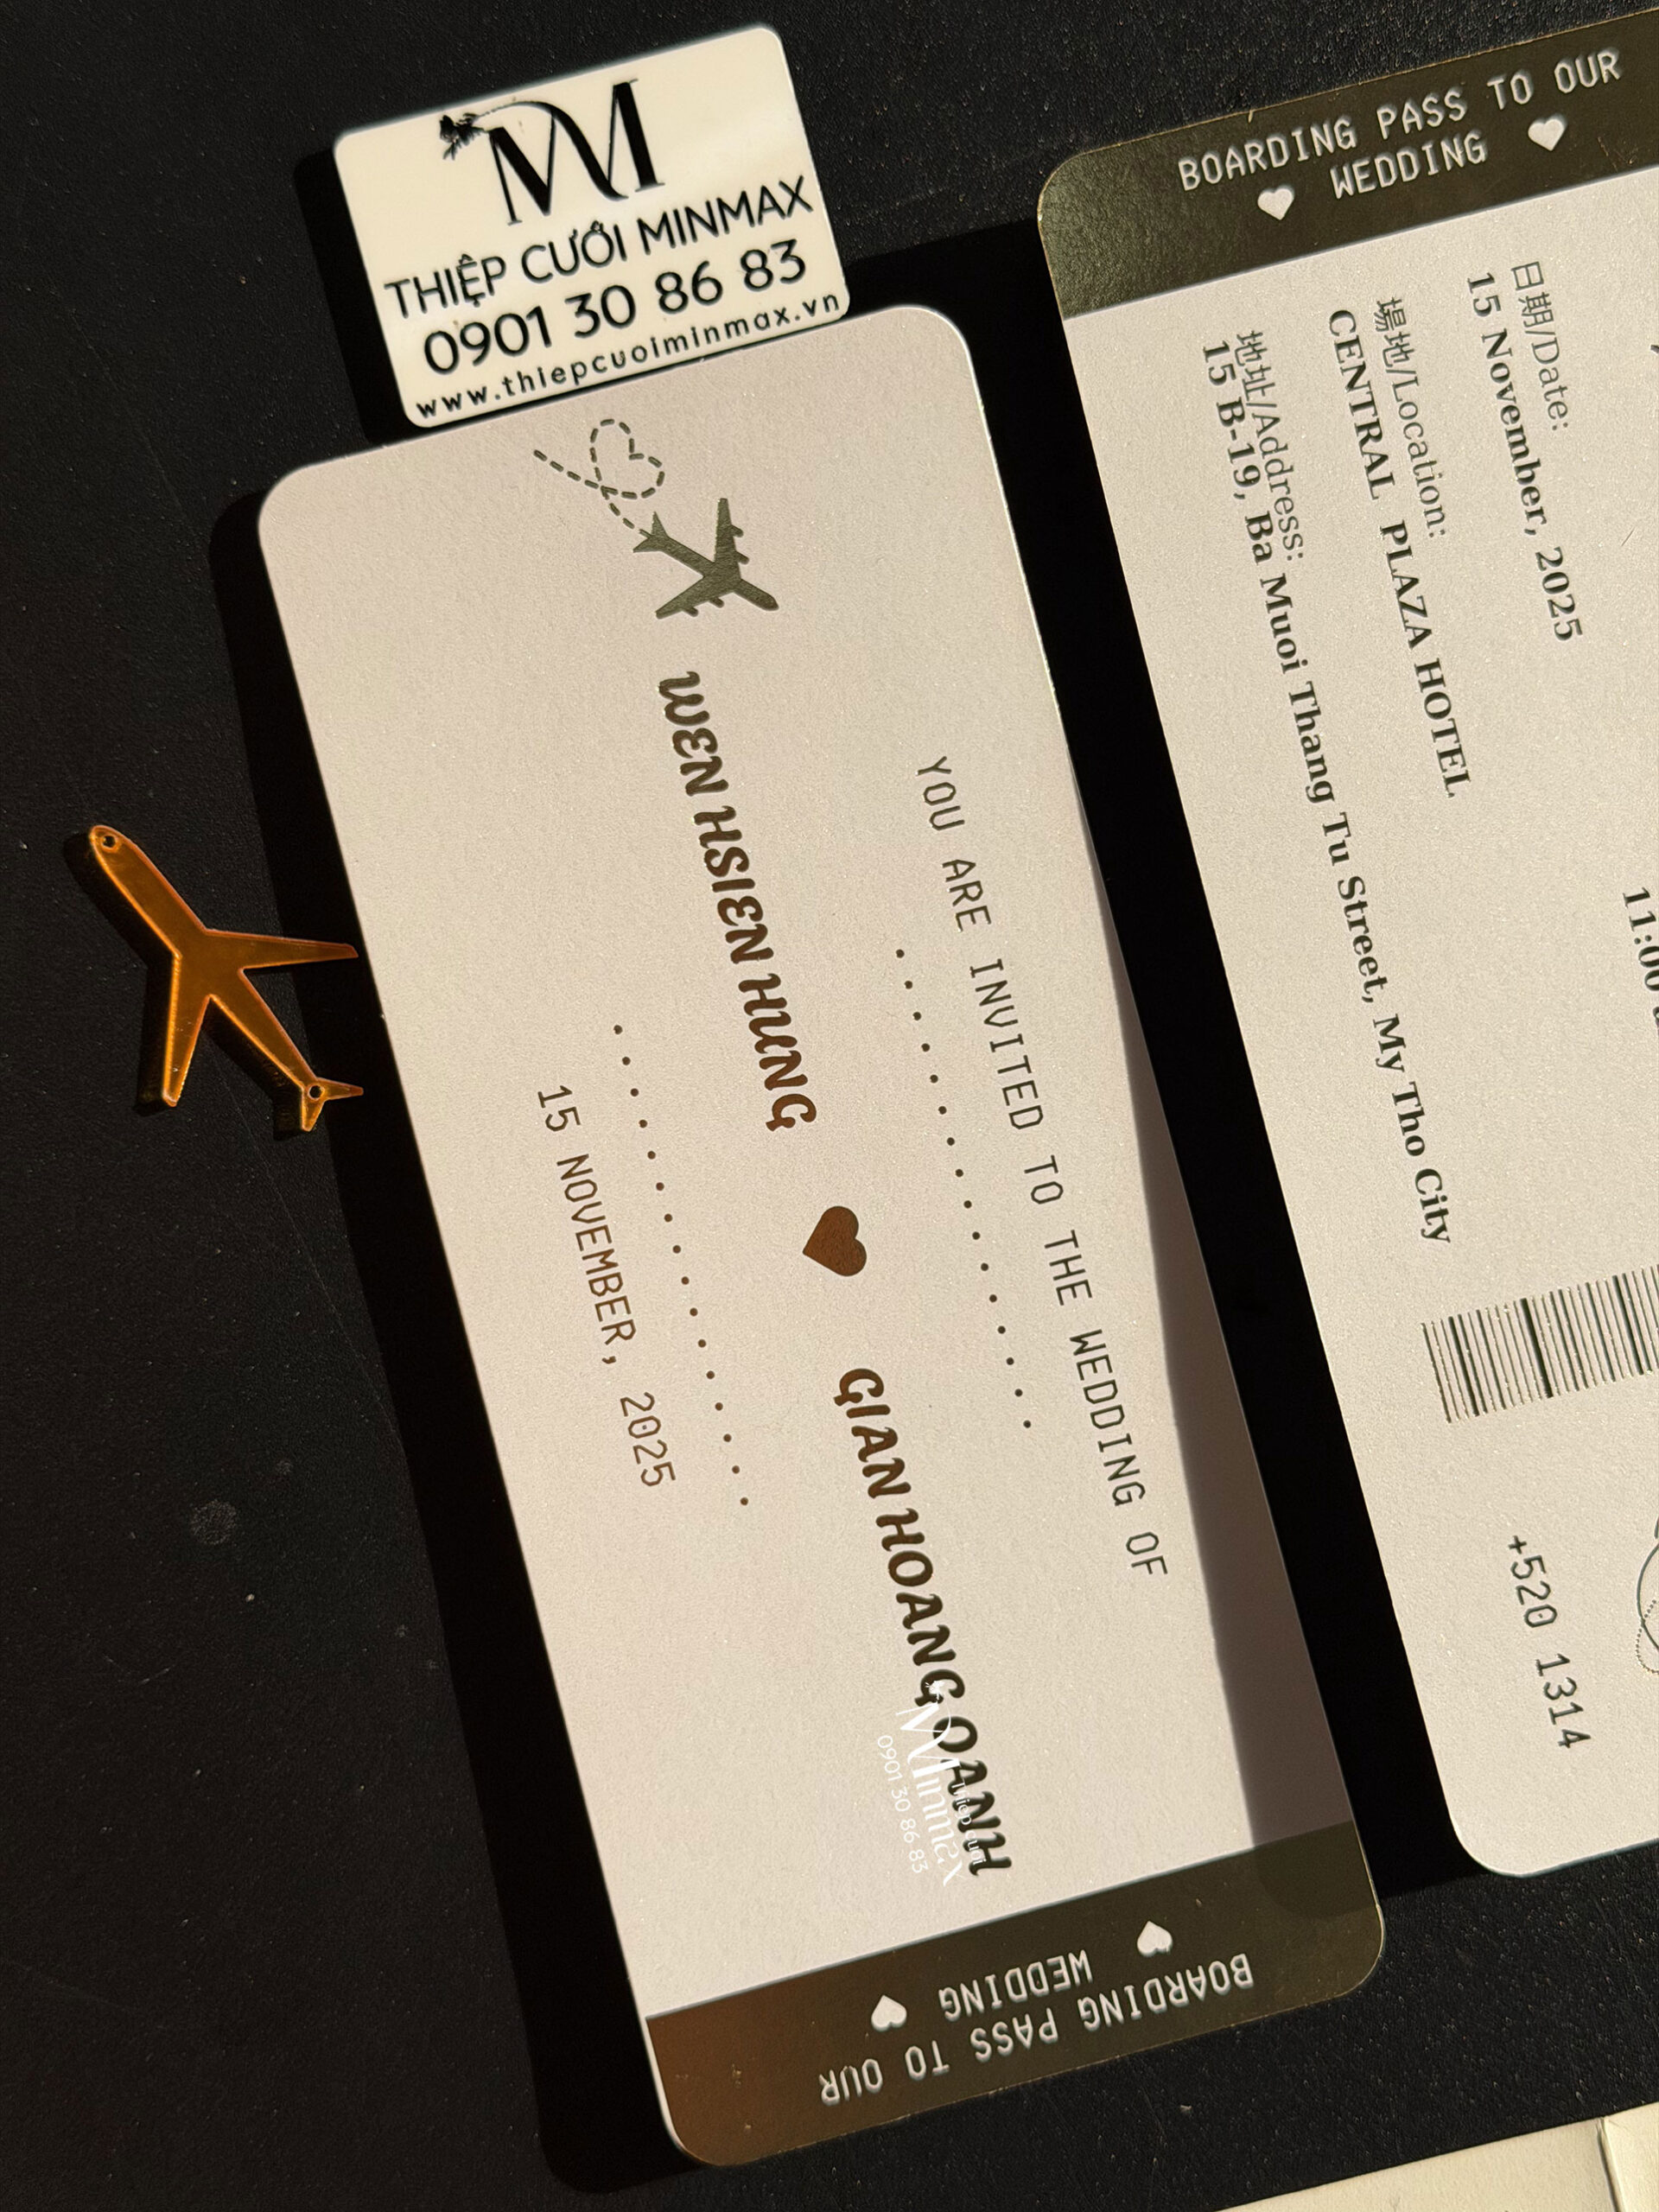 THIỆP CƯỚI MINMAX
0901 30 86 83
www.thiepcuoiminmax.vn
YOU ARE INVITED TO THE WEDDING OF
WEN HSIEN HUNG
GIAN HOANG OANH
15 NOVEMBER, 2025
BOARDING PASS TO OUR
WEDDING
Minmax
0901 30 86 83
BOARDING PASS TO OUR
WEDDING
日期/Date:
15 November, 2025
11:00
場地/Location:
CENTRAL PLAZA HOTEL
地址/Address:
15 B-19, Ba Muoi Thang Tu Street, My Tho City
+520 1314